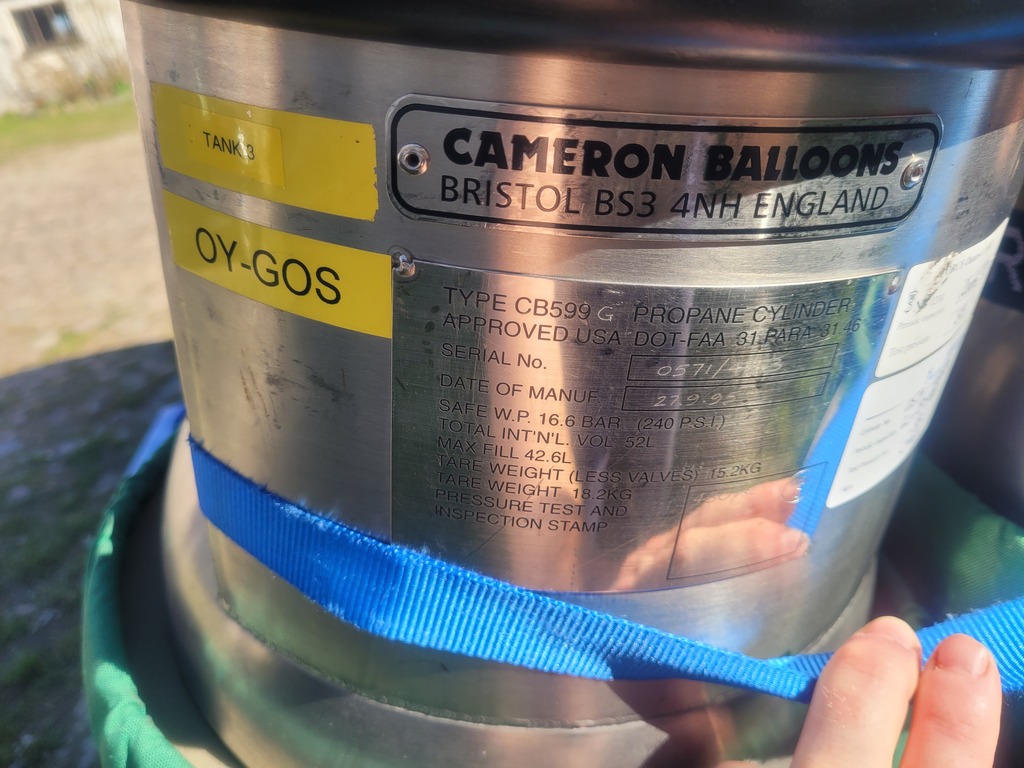 TANK 3
OY-GOS
CAMERON BALLOONS
BRISTOL BS3 4NH ENGLAND
TYPE CB599 G PROPANE CYLINDER
APPROVED USA DOT-FAA 31.PARA 31.46
SERIAL No.
DATE OF MANUF.
SAFE W.P. 16.6 BAR (240 P.S.I.)
TOTAL INT'N'L. VOL 52L
MAX FILL 42.6L
TARE WEIGHT (LESS VALVES) 15.2KG
TARE WEIGHT 18.2KG
PRESSURE TEST AND
INSPECTION STAMP